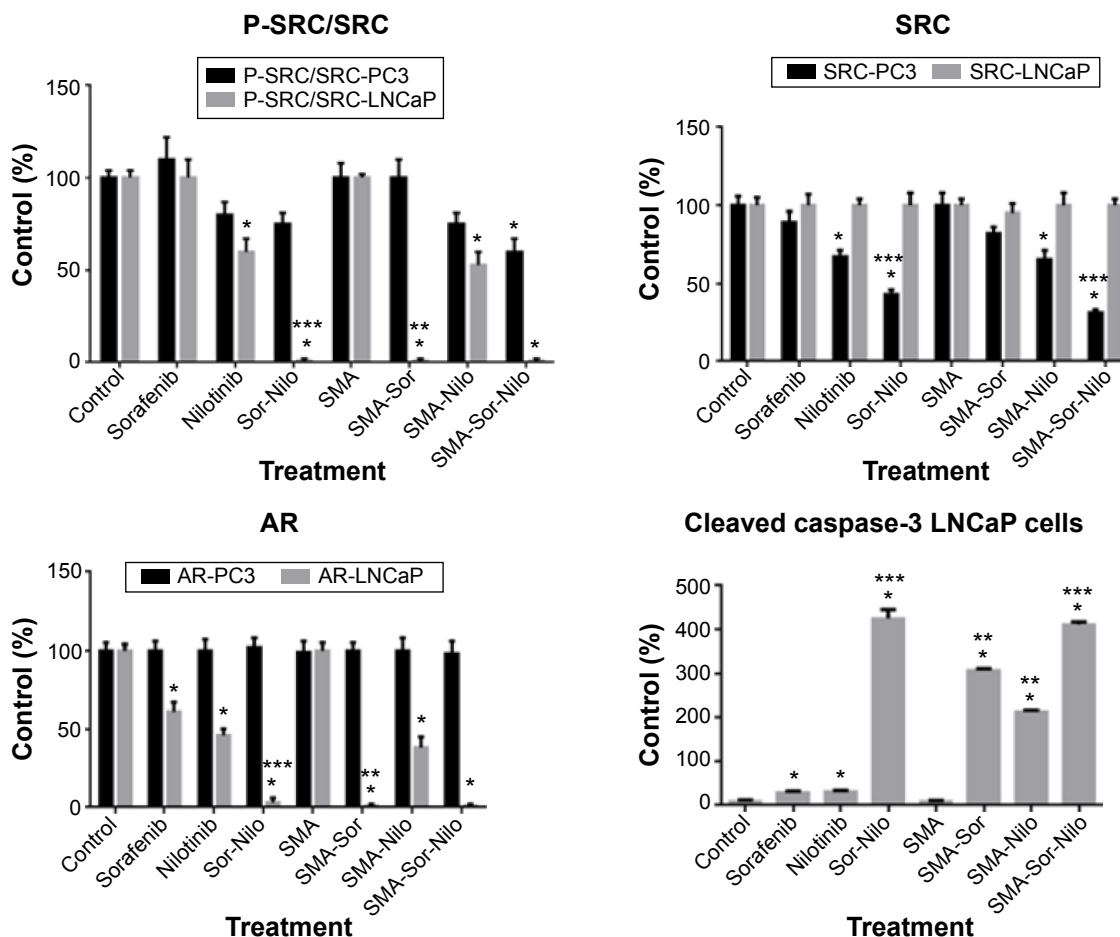 P-SRC/SRC
P-SRC/SRC-PC3
P-SRC/SRC-LNCaP
150
100
50
0
Control (%)
*
***
*
**
*
*
*
*
Control
Sorafenib
Nilotinib
Sor-Nilo
SMA
SMA-Sor
SMA-Nilo
SMA-Sor-Nilo
Treatment
SRC
SRC-PC3 SRC-LNCaP
150
100
50
0
Control (%)
*
***
*
*
***
*
Control
Sorafenib
Nilotinib
Sor-Nilo
SMA
SMA-Sor
SMA-Nilo
SMA-Sor-Nilo
Treatment
AR
AR-PC3 AR-LNCaP
150
100
50
0
Control (%)
*
*
***
*
**
*
*
*
Control
Sorafenib
Nilotinib
Sor-Nilo
SMA
SMA-Sor
SMA-Nilo
SMA-Sor-Nilo
Treatment
Cleaved caspase-3 LNCaP cells
500
400
300
200
100
0
Control (%)
*
*
***
*
**
*
**
*
***
*
Control
Sorafenib
Nilotinib
Sor-Nilo
SMA
SMA-Sor
SMA-Nilo
SMA-Sor-Nilo
Treatment